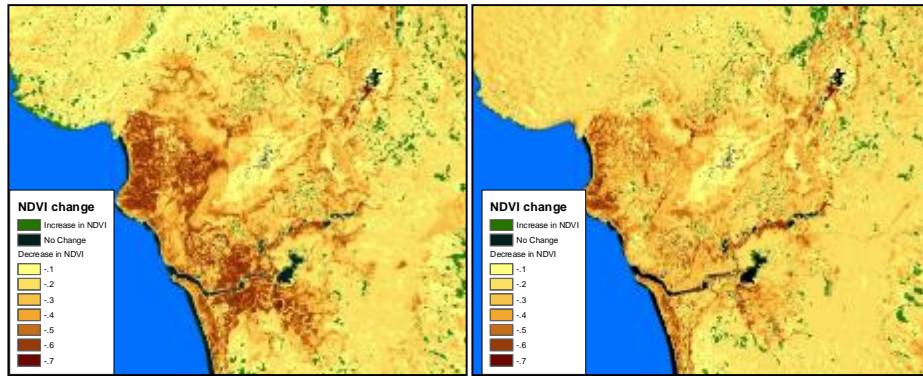 NDVI change
Increase in NDVI
No Change
Decrease in NDVI
-.1
-.2
-.3
-.4
-.5
-.6
-.7
NDVI change
Increase in NDVI
No Change
Decrease in NDVI
-.1
-.2
-.3
-.4
-.5
-.6
-.7